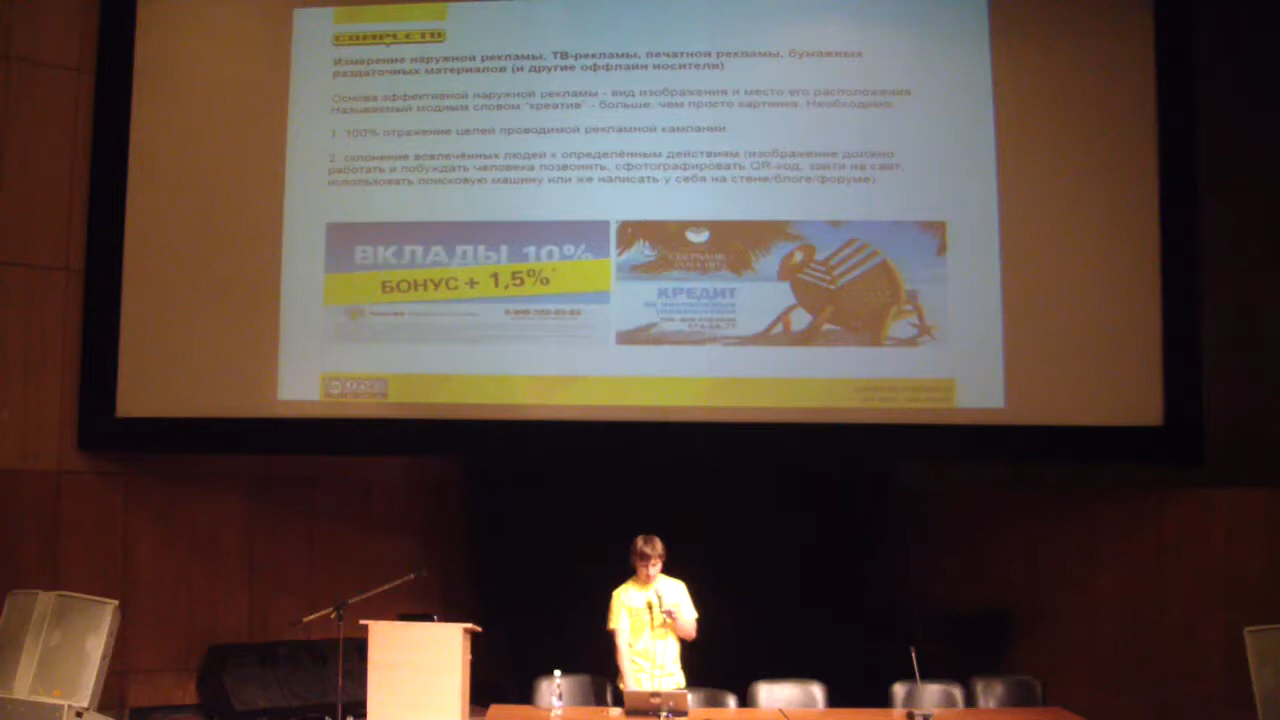 COMPLETO
Измерение наружной рекламы, ТВ-рекламы, печатной рекламы, бумажных
раздаточных материалов (и другие оффлайн носители)
Основа эффективной наружной рекламы - вид изображения и место его расположения
Называемый модным словом "креатив" - больше, чем просто картинка. Необходимо:
1. 100% отражение целей проводимой рекламной кампании
2. склонение вовлечённых людей к определённым действиям (изображение должно
работать и побуждать человека позвонить, сфотографировать QR-код, зайти на сайт,
использовать поисковую машину или же написать у себя на стене/блоге/форуме)
ВКЛАДЫ 10%
БОНУС + 1,5%*
СБЕРБАНК
РОССИИ
КРЕДИТ